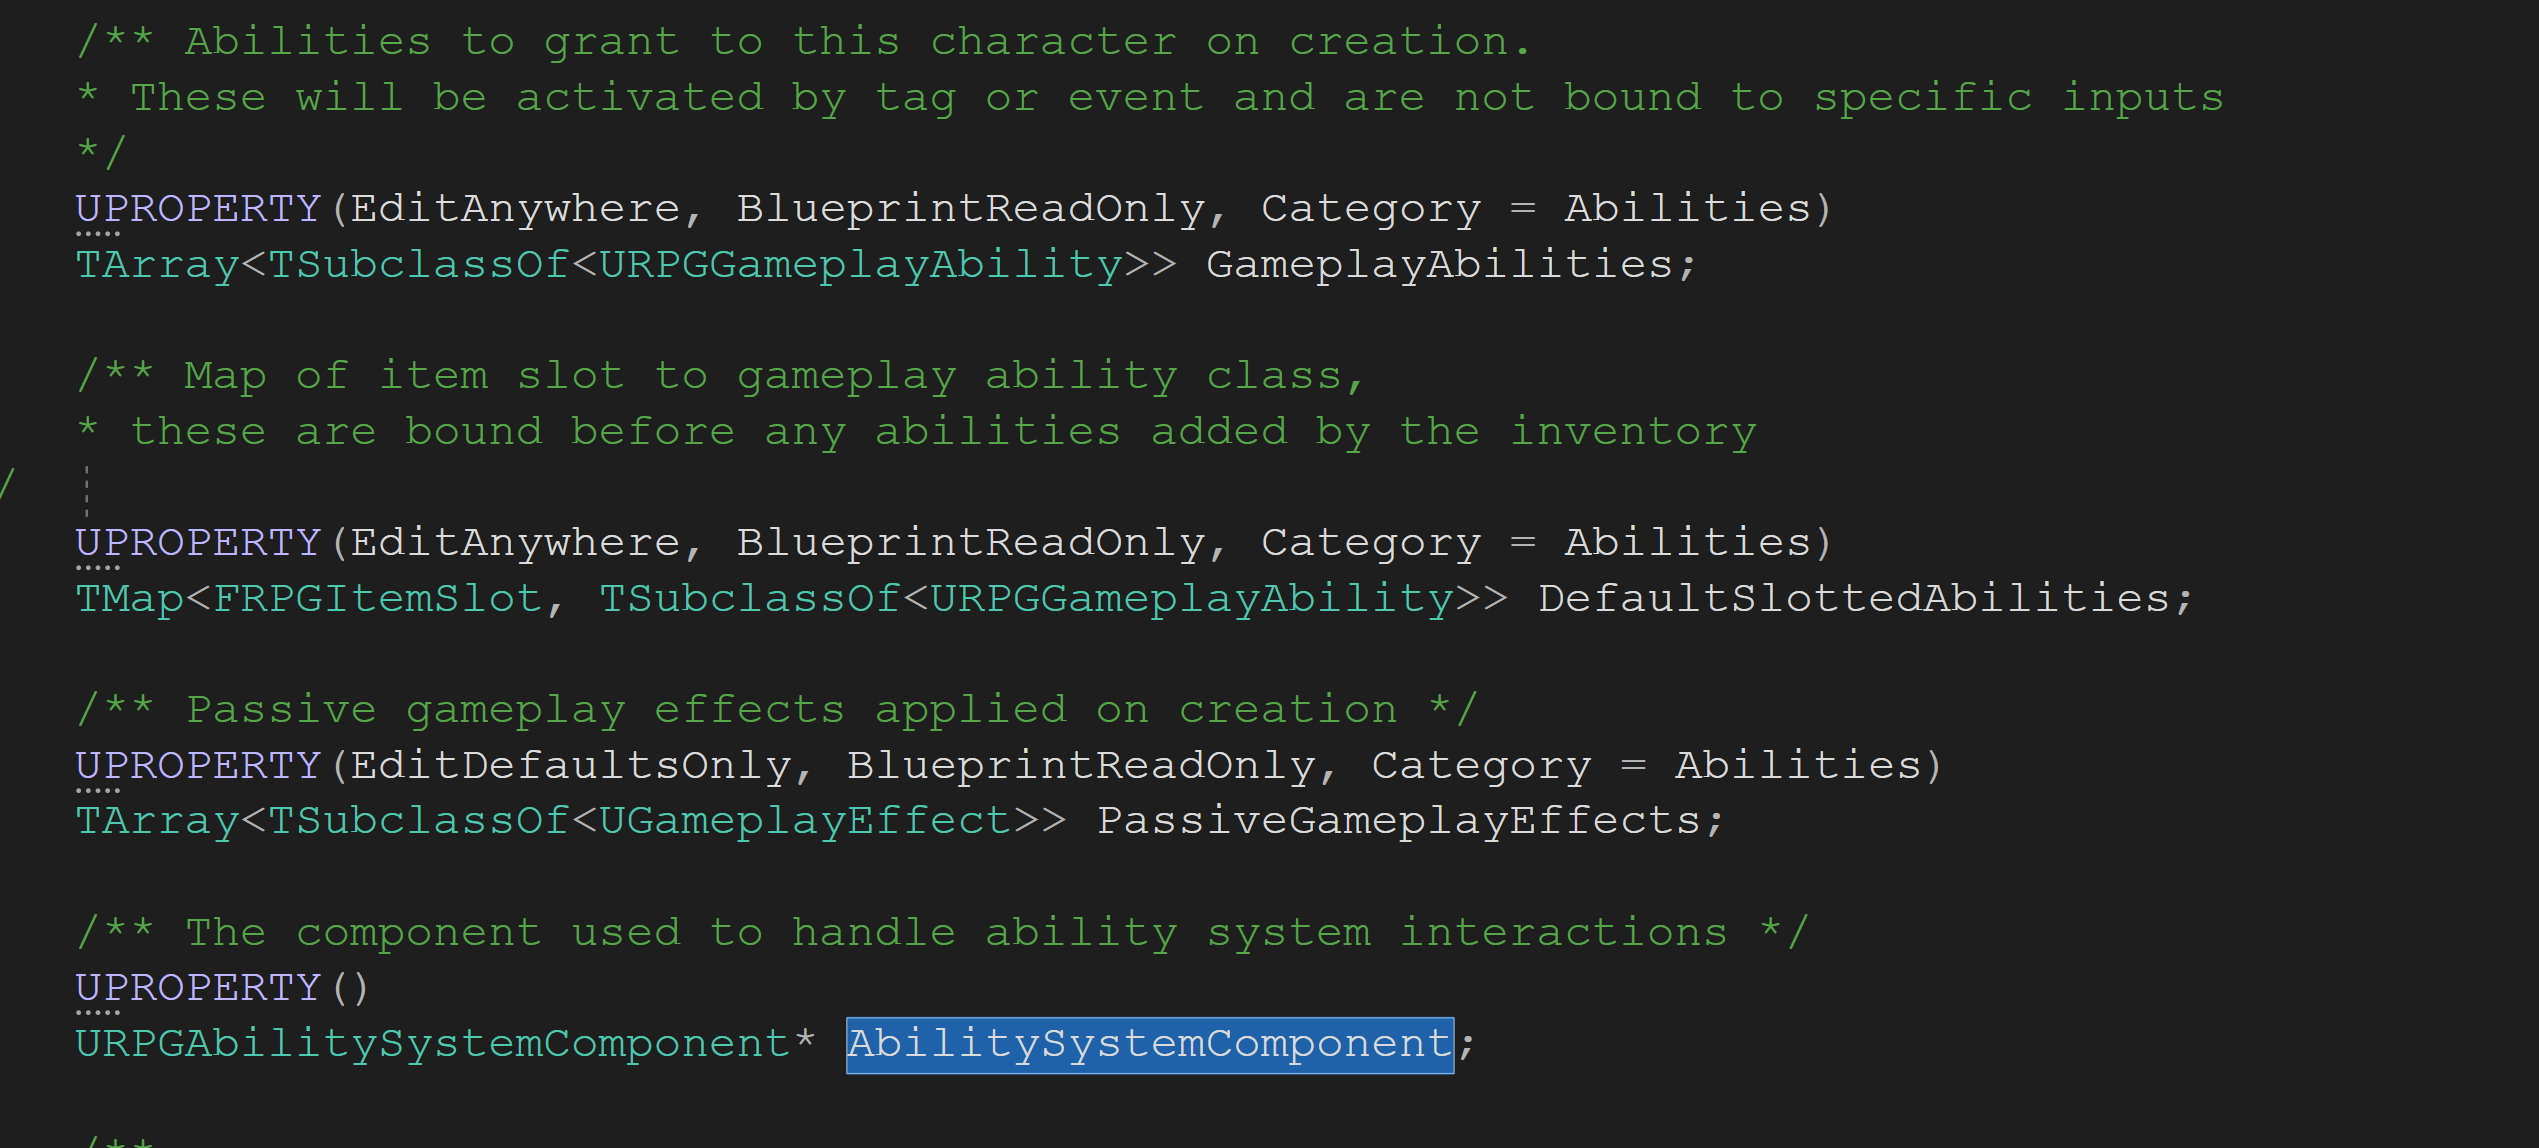 /** Abilities to grant to this character on creation.
* These will be activated by tag or event and are not bound to specific inputs
*/
UPROPERTY(EditAnywhere, BlueprintReadOnly, Category = Abilities)
TArray<TSubclassOf<URPGGameplayAbility>> GameplayAbilities;
/** Map of item slot to gameplay ability class,
* these are bound before any abilities added by the inventory
/
UPROPERTY(EditAnywhere, BlueprintReadOnly, Category = Abilities)
TMap<FRPGItemSlot, TSubclassOf<URPGGameplayAbility>> DefaultSlottedAbilities;
/** Passive gameplay effects applied on creation */
UPROPERTY(EditDefaultsOnly, BlueprintReadOnly, Category = Abilities)
TArray<TSubclassOf<UGameplayEffect>> PassiveGameplayEffects;
/** The component used to handle ability system interactions */
UPROPERTY()
URPGAbilitySystemComponent* AbilitySystemComponent;
/**